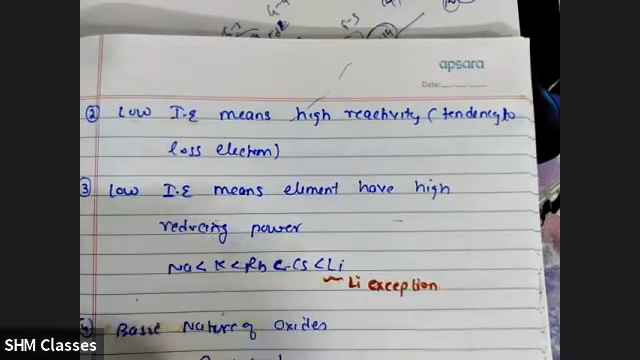 apsara
Date:
② Low I.E means high reactivity (tendency to
loss electron)
③ Low I.E means element have high
reducing power
Na < K < Rb < Cs < Li
Li exception
④ Basic Nature of Oxides
SHM Classes